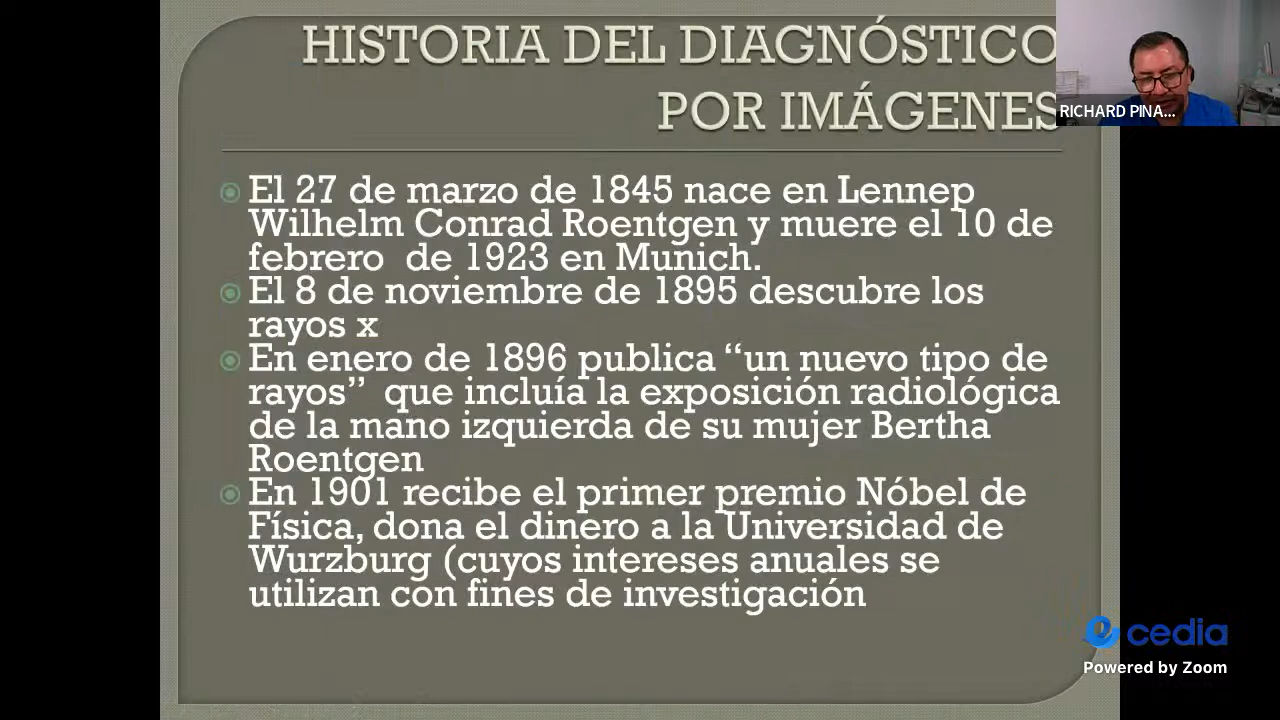 HISTORIA DEL DIAGNÓSTICO
POR IMÁGENES
RICHARD PINA...
El 27 de marzo de 1845 nace en Lennep
Wilhelm Conrad Roentgen y muere el 10 de
febrero de 1923 en Munich.
El 8 de noviembre de 1895 descubre los
rayos x
En enero de 1896 publica “un nuevo tipo de
rayos” que incluía la exposición radiológica
de la mano izquierda de su mujer Bertha
Roentgen
En 1901 recibe el primer premio Nóbel de
Física, dona el dinero a la Universidad de
Wurzburg (cuyos intereses anuales se
utilizan con fines de investigación
cedia
Powered by Zoom